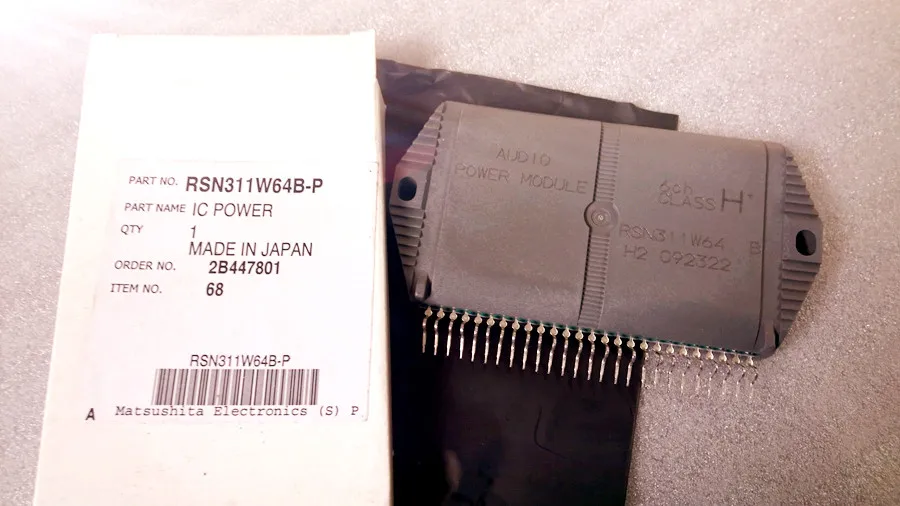 PART NO. RSN311W64B-P
PART NAME IC POWER
QTY 1
MADE IN JAPAN
ORDER NO. 2B447801
ITEM NO. 68
RSN311W64B-P
A Matsushita Electronics (S) P
AUDIO
POWER MODULE
6ch
CLASS H+
RSN311W64 B
H2 092322